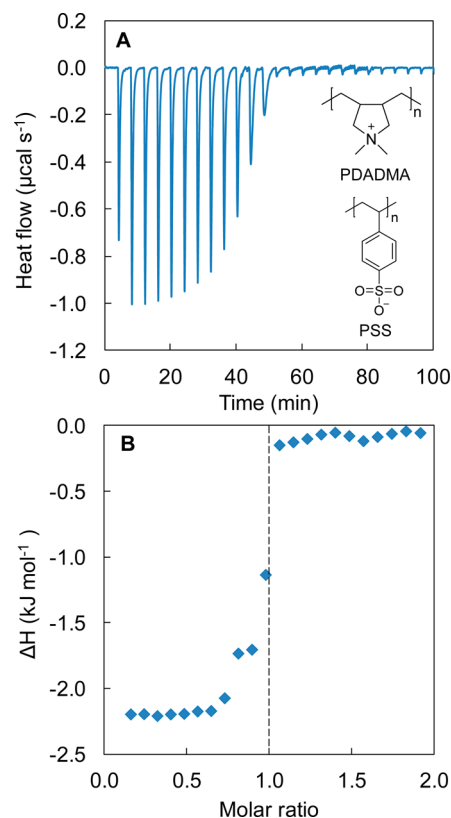 A
0.0
-0.2
-0.4
-0.6
-0.8
-1.0
-1.2
Heat flow (µcal s⁻¹)
n
N
+
PDADMA
n
O=S=O
O⁻
PSS
0 20 40 60 80 100
Time (min)
B
0.0
-0.5
-1.0
-1.5
-2.0
-2.5
ΔH (kJ mol⁻¹)
0.0 0.5 1.0 1.5 2.0
Molar ratio